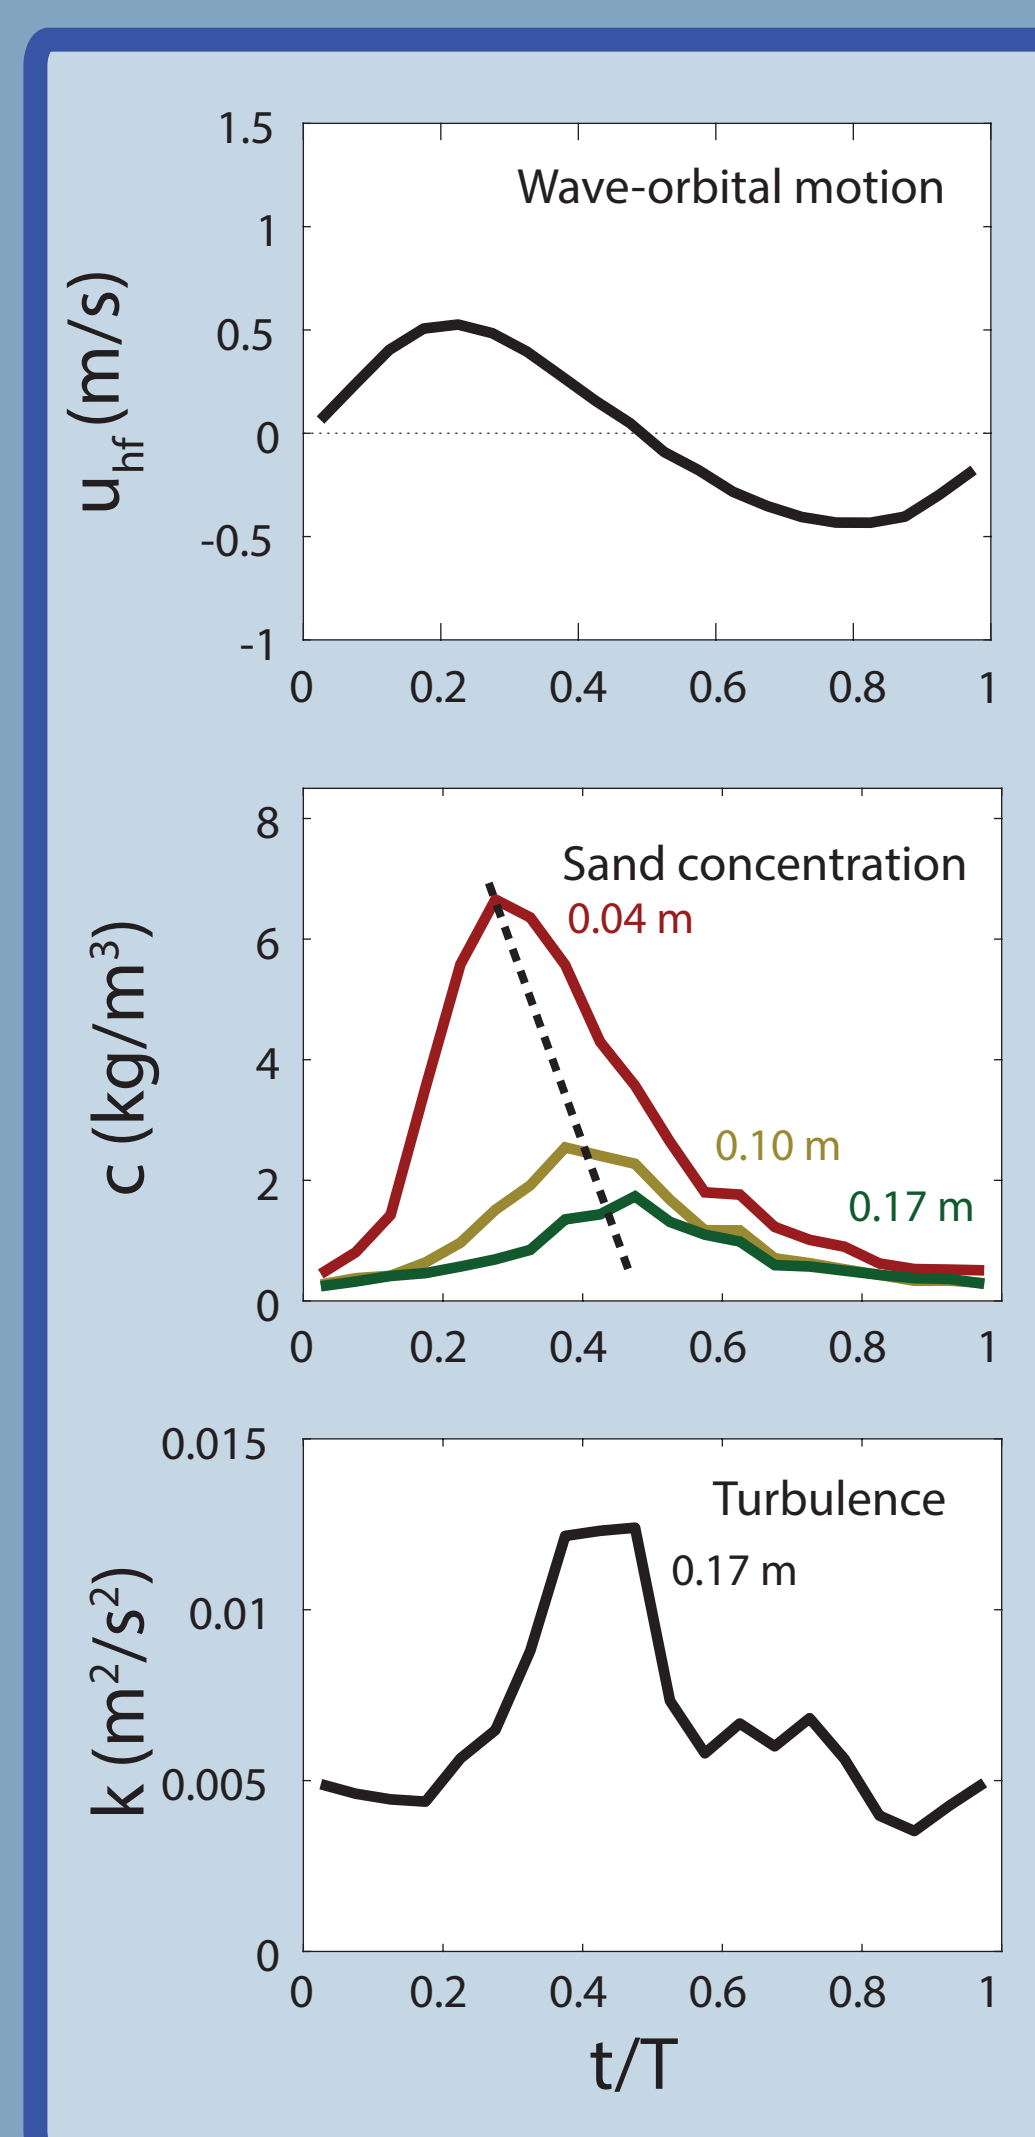 1.5
Wave-orbital motion
1
0.5
0
-0.5
-1
u_hf (m/s)
0 0.2 0.4 0.6 0.8 1
8
Sand concentration
0.04 m
6
4
0.10 m
2
0.17 m
0
c (kg/m³)
0 0.2 0.4 0.6 0.8 1
0.015
Turbulence
0.17 m
0.01
0.005
0
k (m²/s²)
0 0.2 0.4 0.6 0.8 1
t/T